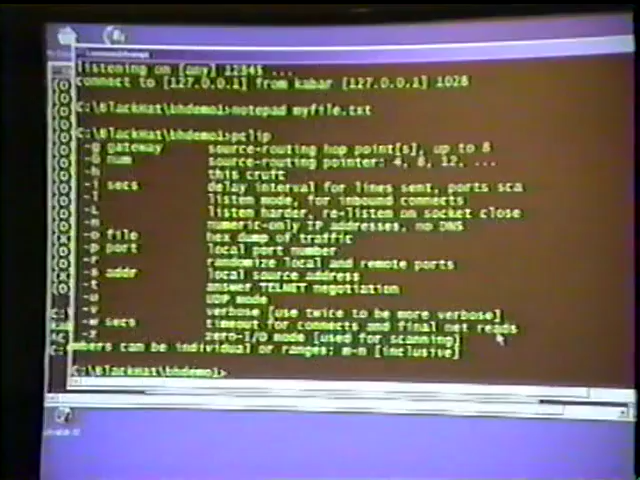 listening on [any] 12345 ...
connect to [127.0.0.1] from kabar [127.0.0.1] 1028
C:\BlackHat\bhdemo1>notepad myfile.txt
C:\BlackHat\bhdemo1>pclip
-g gateway source-routing hop point[s], up to 8
-G num source-routing pointer: 4, 8, 12, ...
-h this cruft
-i secs delay interval for lines sent, ports sca
-l listen mode, for inbound connects
-L listen harder, re-listen on socket close
-n numeric-only IP addresses, no DNS
-o file hex dump of traffic
-p port local port number
-r randomize local and remote ports
-s addr local source address
-t answer TELNET negotiation
-u UDP mode
-v verbose [use twice to be more verbose]
-w secs timeout for connects and final net reads
-z zero-I/O mode [used for scanning]
mbers can be individual or ranges: m-n [inclusive]
C:\BlackHat\bhdemo1>